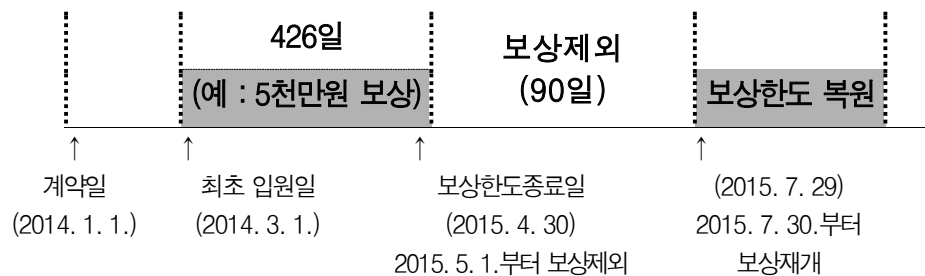 426일
(예 : 5천만원 보상)
보상제외
(90일)
보상한도 복원
↑ ↑ ↑ ↑
계약일
(2014. 1. 1.)
최초 입원일
(2014. 3. 1.)
보상한도종료일
(2015. 4. 30)
2015. 5. 1.부터 보상제외
(2015. 7. 29)
2015. 7. 30.부터
보상재개